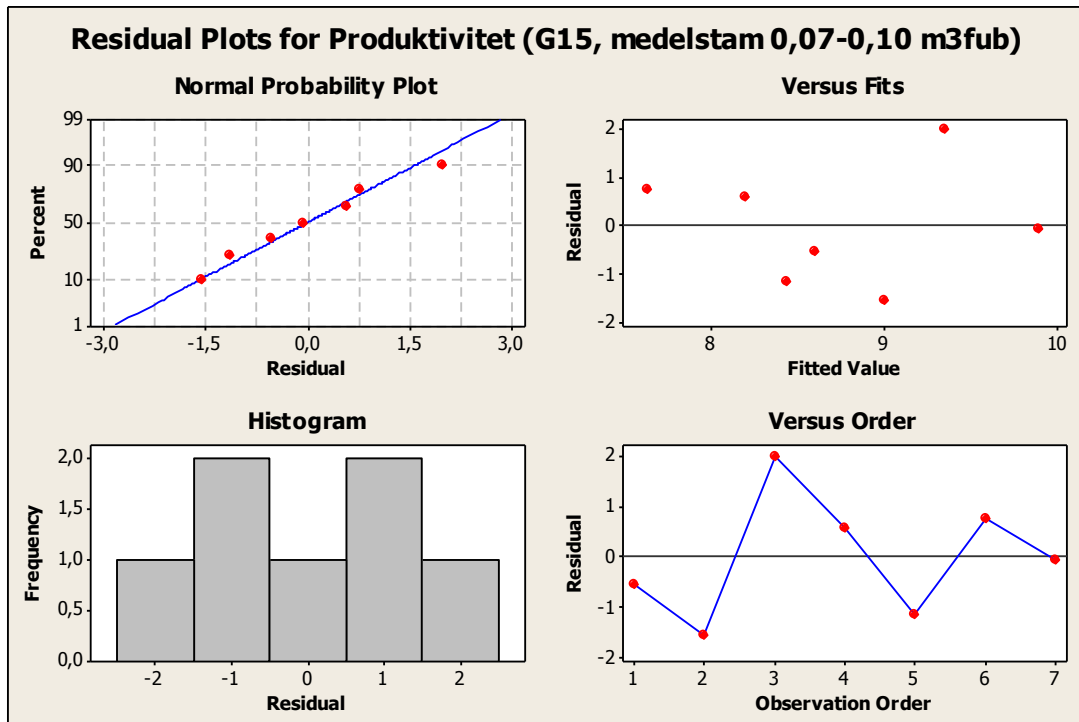 Residual Plots for Produktivitet (G15, medelstam 0,07-0,10 m3fub)
Normal Probability Plot
99
90
50
10
1
Percent
-3,0 -1,5 0,0 1,5 3,0
Residual
Versus Fits
2
1
0
-1
-2
Residual
8 9 10
Fitted Value
Histogram
2,0
1,5
1,0
0,5
0,0
Frequency
-2 -1 0 1 2
Residual
Versus Order
2
1
0
-1
-2
Residual
1 2 3 4 5 6 7
Observation Order